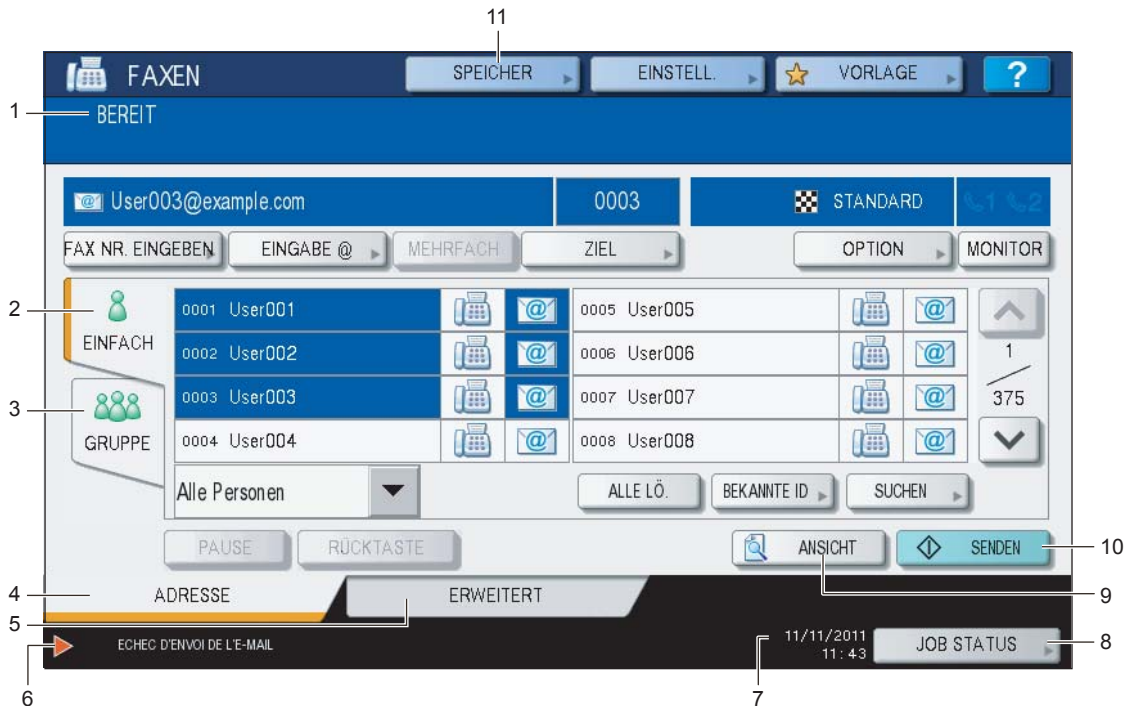 11
FAXEN SPEICHER EINSTELL. VORLAGE ?
1 BEREIT
User003@example.com 0003 STANDARD 1 2
FAX NR. EINGEBEN EINGABE @ MEHRFACH ZIEL OPTION MONITOR
2 EINFACH
0001 User001 @ 0005 User005 @
0002 User002 @ 0006 User006 @
0003 User003 @ 0007 User007 @
0004 User004 @ 0008 User008 @
1
375
3 GRUPPE
Alle Personen ALLE LÖ. BEKANNTE ID SUCHEN
PAUSE RÜCKTASTE ANSICHT SENDEN 10
4 ADRESSE ERWEITERT 9
5
ECHEC D'ENVOI DE L'E-MAIL 11/11/2011
11:43 JOB STATUS 8
6 7